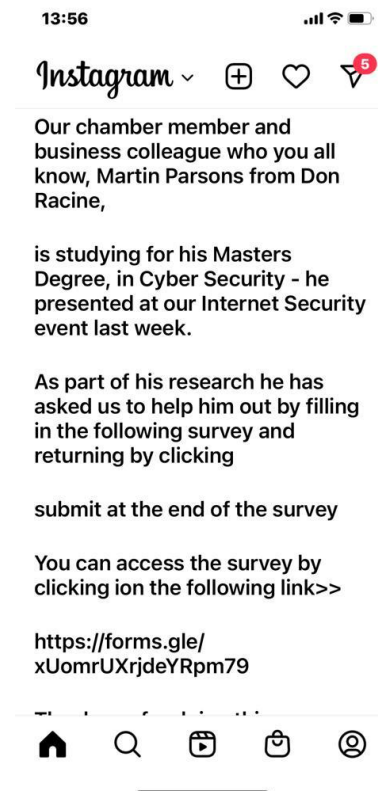 13:56
Instagram
5
Our chamber member and
business colleague who you all
know, Martin Parsons from Don
Racine,
is studying for his Masters
Degree, in Cyber Security - he
presented at our Internet Security
event last week.
As part of his research he has
asked us to help him out by filling
in the following survey and
returning by clicking
submit at the end of the survey
You can access the survey by
clicking ion the following link>>
https://forms.gle/
xUomrUXrjdeYRpm79